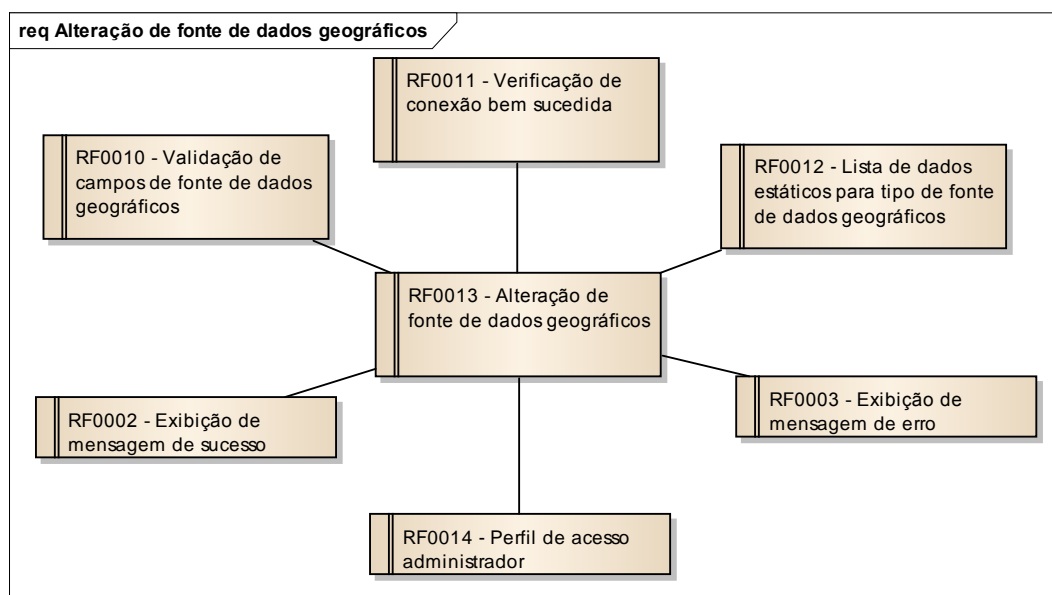 req Alteração de fonte de dados geográficos
RF0011 - Verificação de
conexão bem sucedida
RF0010 - Validação de
campos de fonte de dados
geográficos
RF0012 - Lista de dados
estáticos para tipo de fonte
de dados geográficos
RF0013 - Alteração de
fonte de dados geográficos
RF0002 - Exibição de
mensagem de sucesso
RF0003 - Exibição de
mensagem de erro
RF0014 - Perfil de acesso
administrador